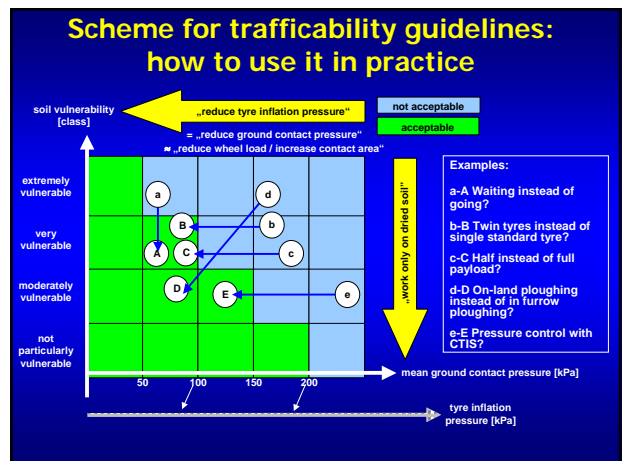 Scheme for trafficability guidelines:
how to use it in practice
soil vulnerability
[class]
„reduce tyre inflation pressure“
= „reduce ground contact pressure“
≈ „reduce wheel load / increase contact area“
not acceptable
acceptable
extremely
vulnerable
very
vulnerable
moderately
vulnerable
not
particularly
vulnerable
a
d
B
b
A
C
c
D
E
e
„work only on dried soil“
Examples:
a-A Waiting instead of
going?
b-B Twin tyres instead of
single standard tyre?
c-C Half instead of full
payload?
d-D On-land ploughing
instead of in furrow
ploughing?
e-E Pressure control with
CTIS?
50
100
150
200
mean ground contact pressure [kPa]
tyre inflation
pressure [kPa]